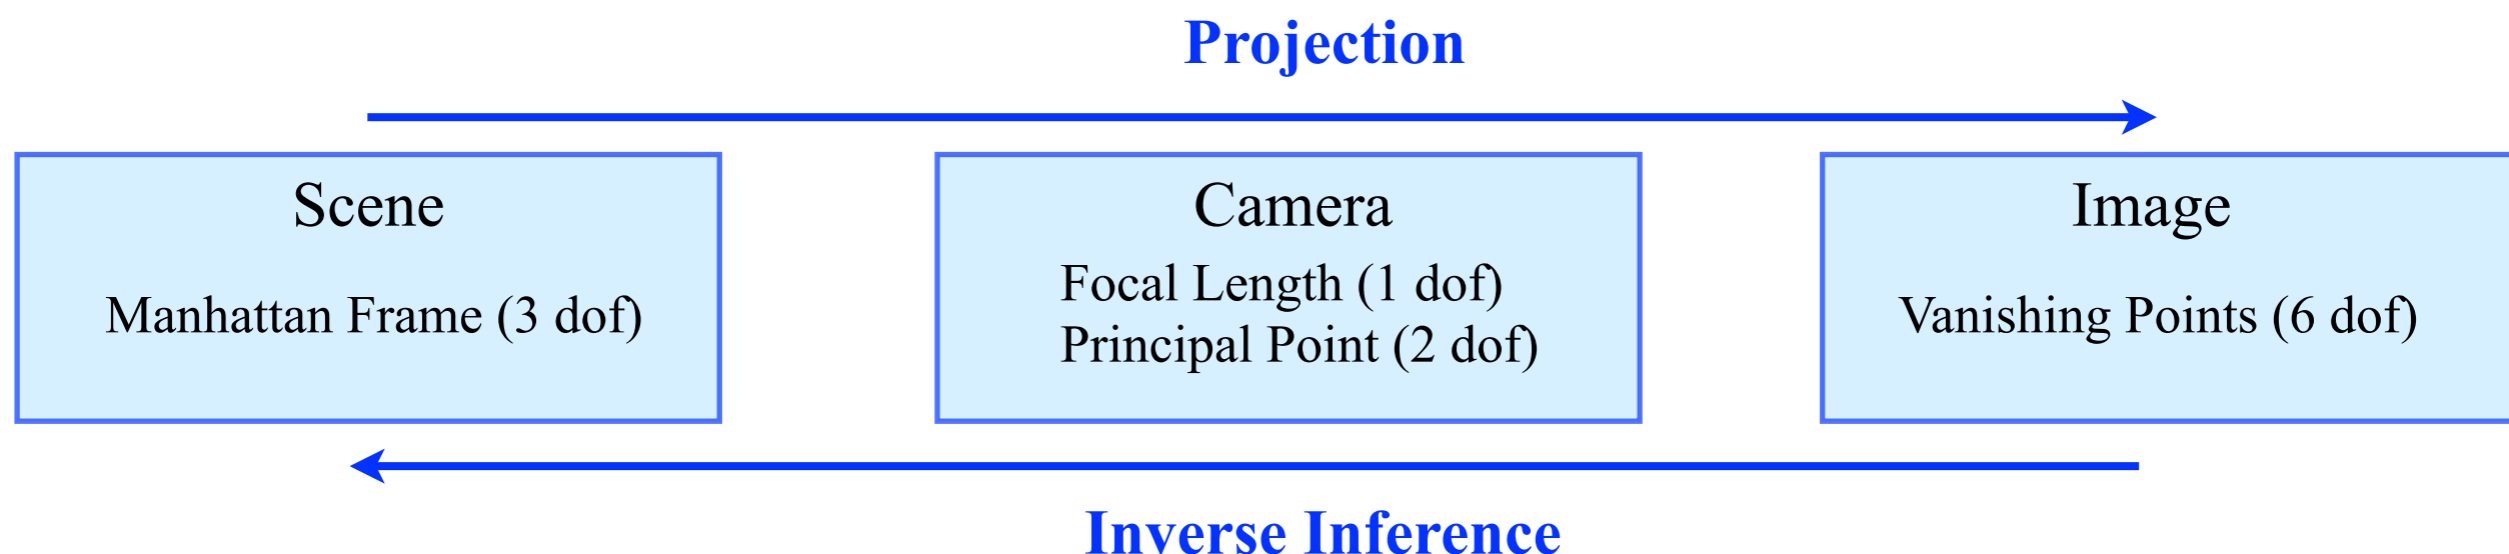 Projection
Scene
Manhattan Frame (3 dof)
Camera
Focal Length (1 dof)
Principal Point (2 dof)
Image
Vanishing Points (6 dof)
Inverse Inference